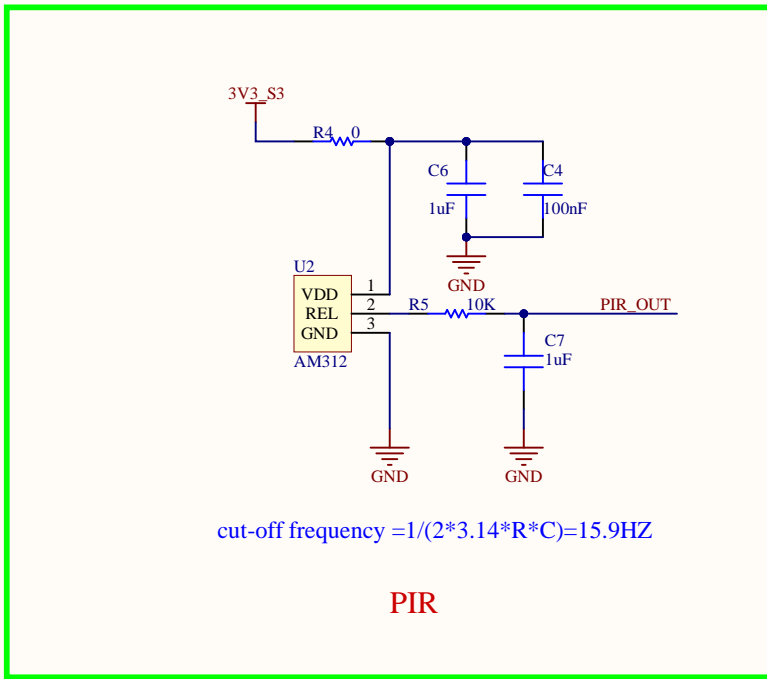 3V3_S3
R4 0
C6
C4
1uF
100nF
GND
U2
VDD 1
REL 2
GND 3
AM312
R5 10K
PIR_OUT
C7
1uF
GND
GND
cut-off frequency =1/(2*3.14*R*C)=15.9HZ
PIR